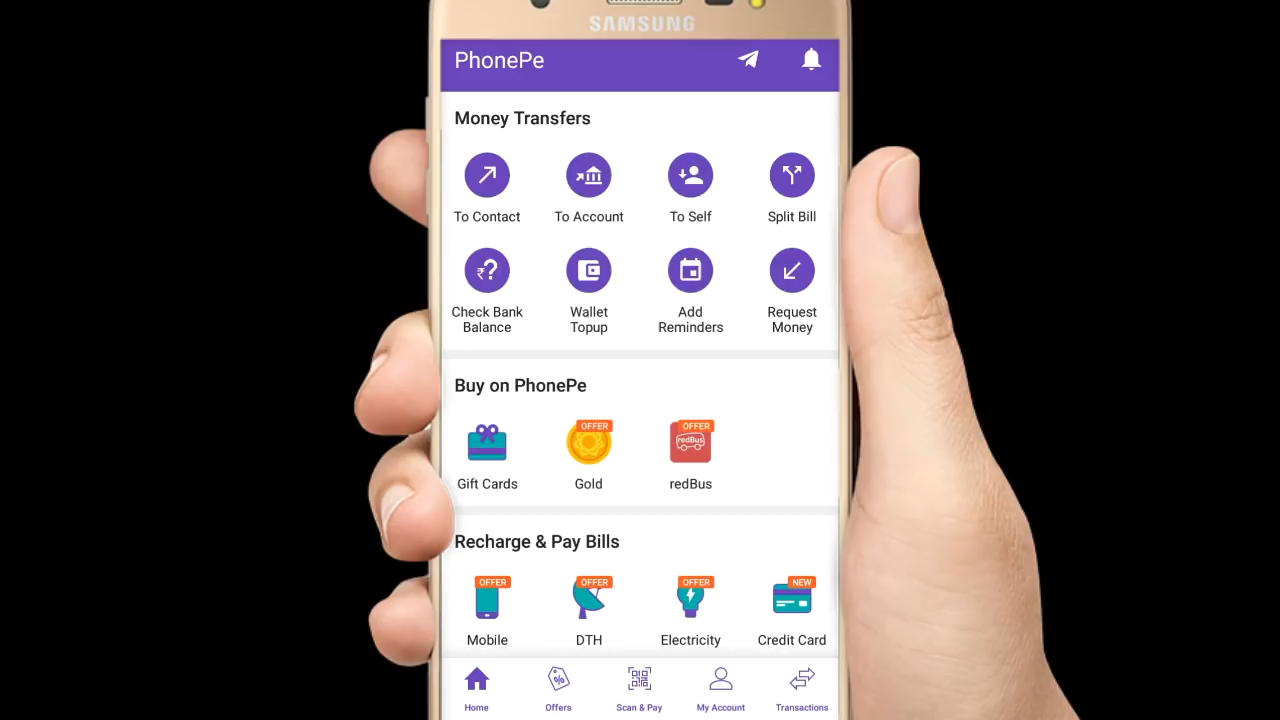 SAMSUNG
PhonePe
Money Transfers
To Contact
To Account
To Self
Split Bill
₹?
Check Bank
Balance
Wallet
Topup
Add
Reminders
Request
Money
Buy on PhonePe
OFFER
OFFER
redBus
Gift Cards
Gold
redBus
Recharge & Pay Bills
OFFER
OFFER
OFFER
NEW
Mobile
DTH
Electricity
Credit Card
%
Home
Offers
Scan & Pay
My Account
Transactions